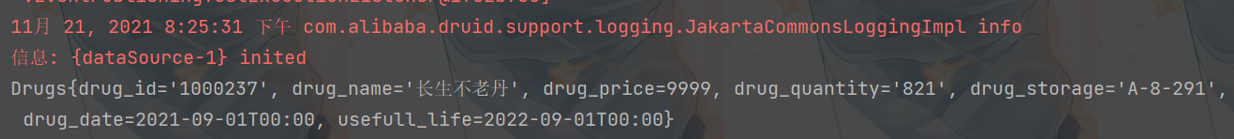 11月 21, 2021 8:25:31 下午 com.alibaba.druid.support.logging.JakartaCommonsLoggingImpl info
信息: {dataSource-1} inited
Drugs{drug_id='1000237', drug_name='长生不老丹', drug_price=9999, drug_quantity='821', drug_storage='A-8-291',
drug_date=2021-09-01T00:00, usefull_life=2022-09-01T00:00}